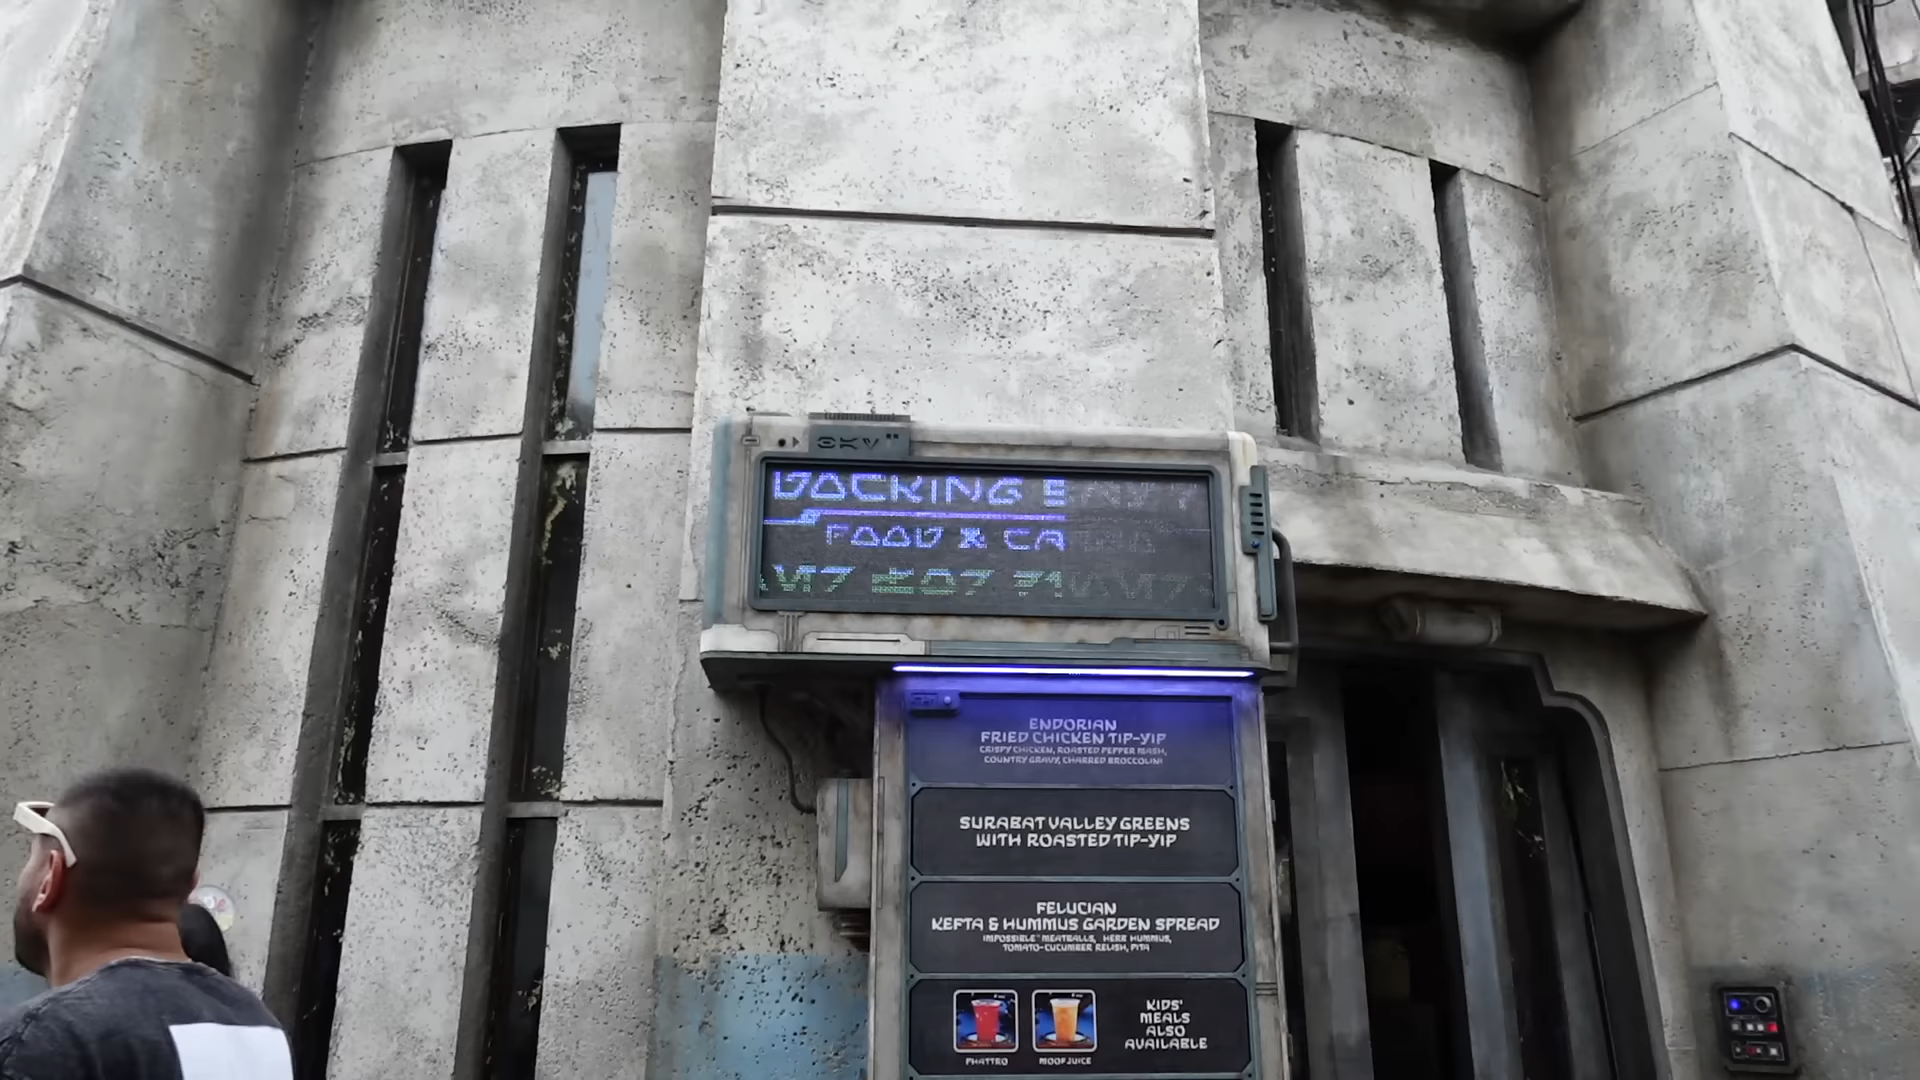 DOCKING
FOOD & CA
ENDORIAN
FRIED CHICKEN TIP-YIP
CRISPY CHICKEN, ROASTED PEPPER MASH,
COUNTRY GRAVY, CHARRED BROCCOLINI
SURABAT VALLEY GREENS
WITH ROASTED TIP-YIP
FELUCIAN
KEFTA & HUMMUS GARDEN SPREAD
IMPOSSIBLE™ MEATBALLS, HERB HUMMUS,
TOMATO-CUCUMBER RELISH, PITA
PHATTRO
MOOF JUICE
KIDS'
MEALS
ALSO
AVAILABLE